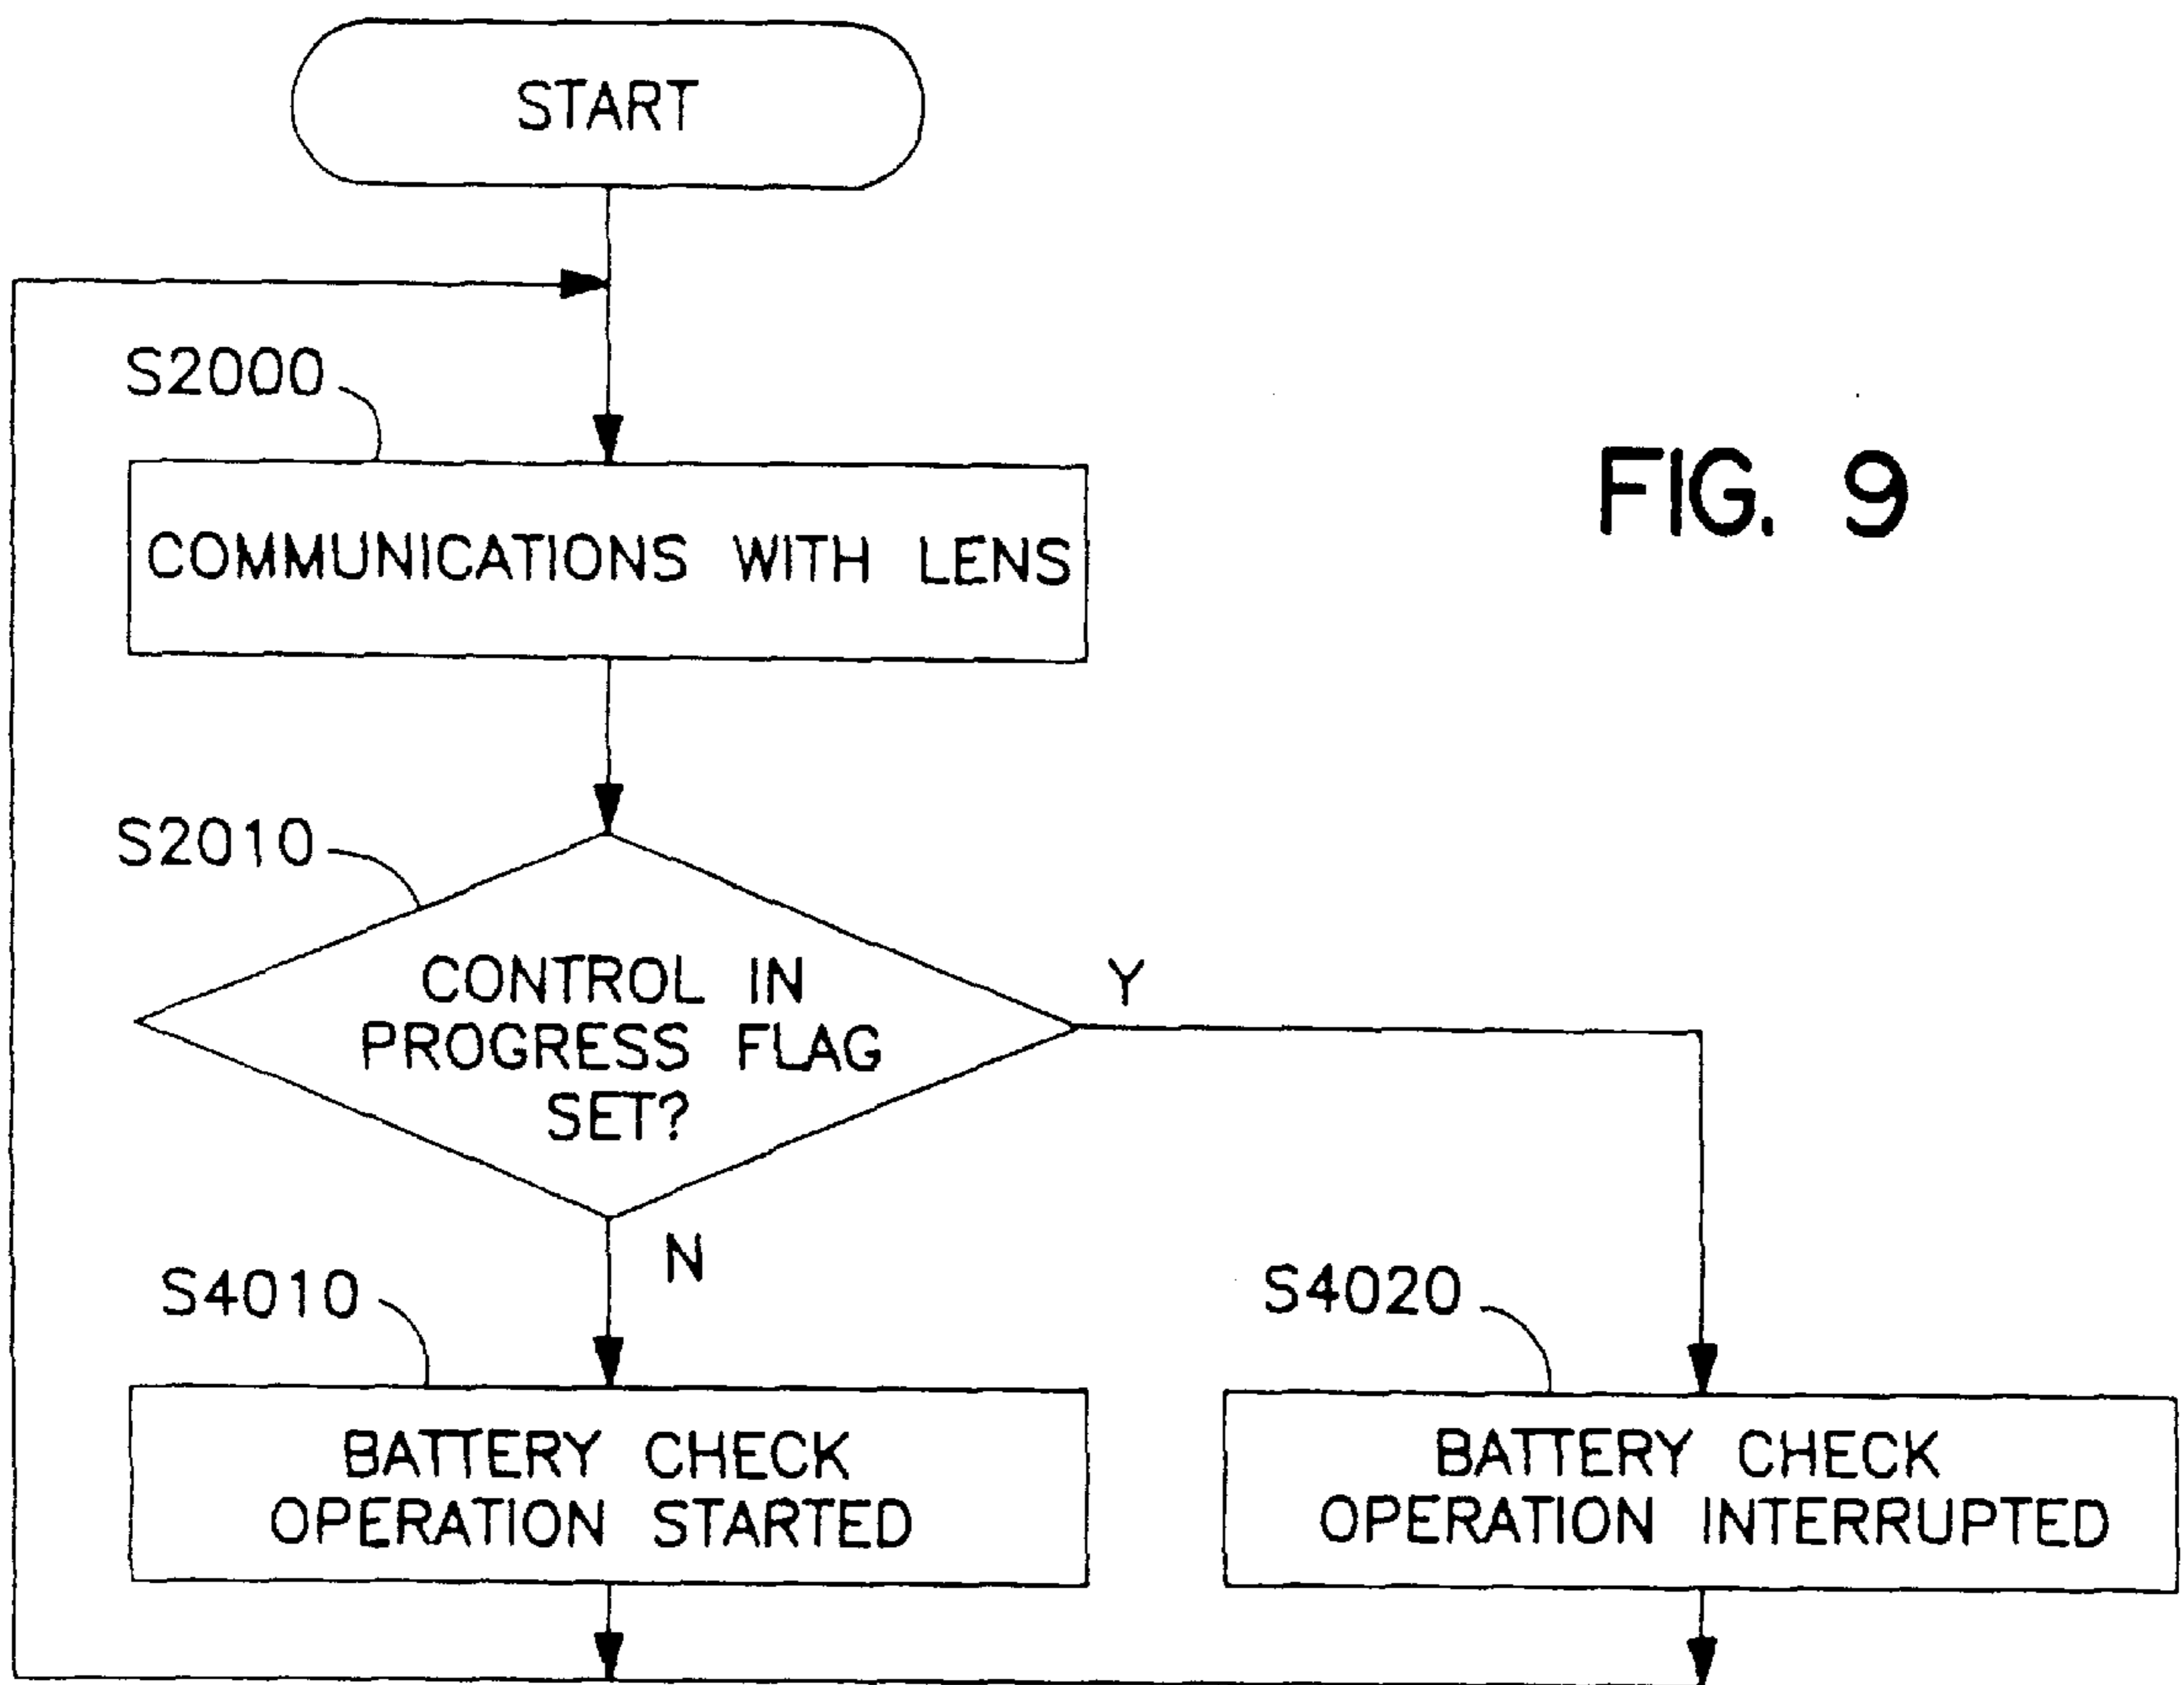 START
S2000
COMMUNICATIONS WITH LENS
FIG. 9
S2010
CONTROL IN
PROGRESS FLAG
SET?
Y
N
S4010
BATTERY CHECK
OPERATION STARTED
S4020
BATTERY CHECK
OPERATION INTERRUPTED